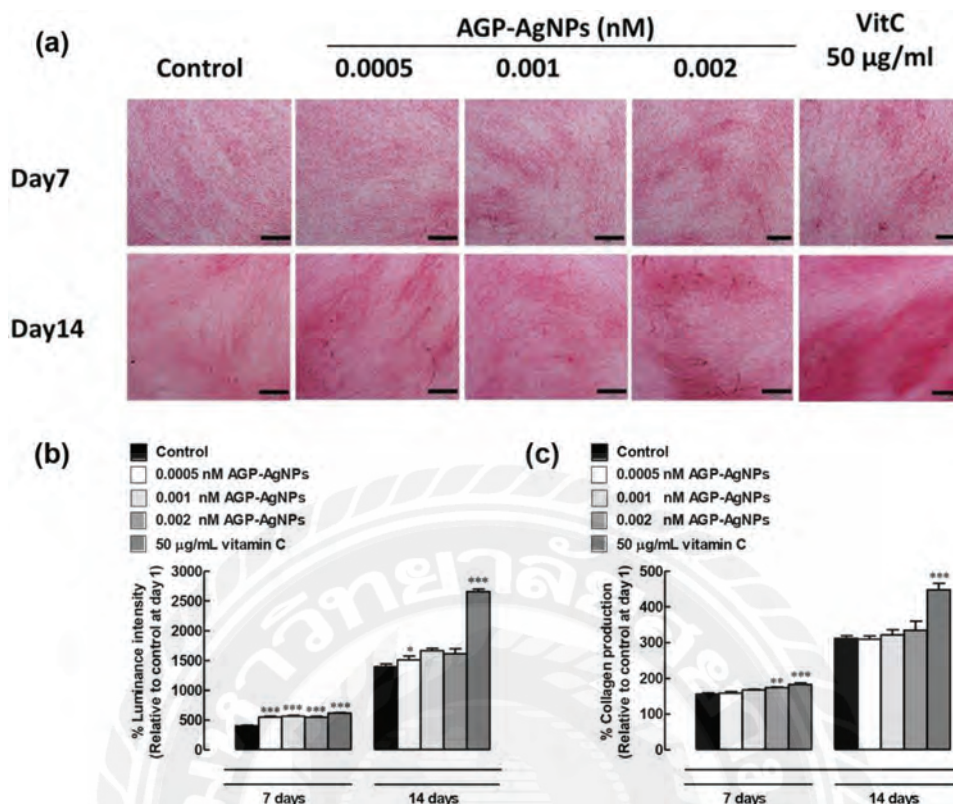 (a)
AGP-AgNPs (nM)
VitC
50 µg/ml
Control
0.0005
0.001
0.002
Day7
Day14
(b)
Control
0.0005 nM AGP-AgNPs
0.001 nM AGP-AgNPs
0.002 nM AGP-AgNPs
50 µg/mL vitamin C
% Luminance intensity
(Relative to control at day 1)
3000
2500
2000
1500
1000
500
0
***
***
***
***
*
***
7 days
14 days
(c)
Control
0.0005 nM AGP-AgNPs
0.001 nM AGP-AgNPs
0.002 nM AGP-AgNPs
50 µg/mL vitamin C
% Collagen production
(Relative to control at day 1)
500
400
300
200
100
0
**
***
***
7 days
14 days